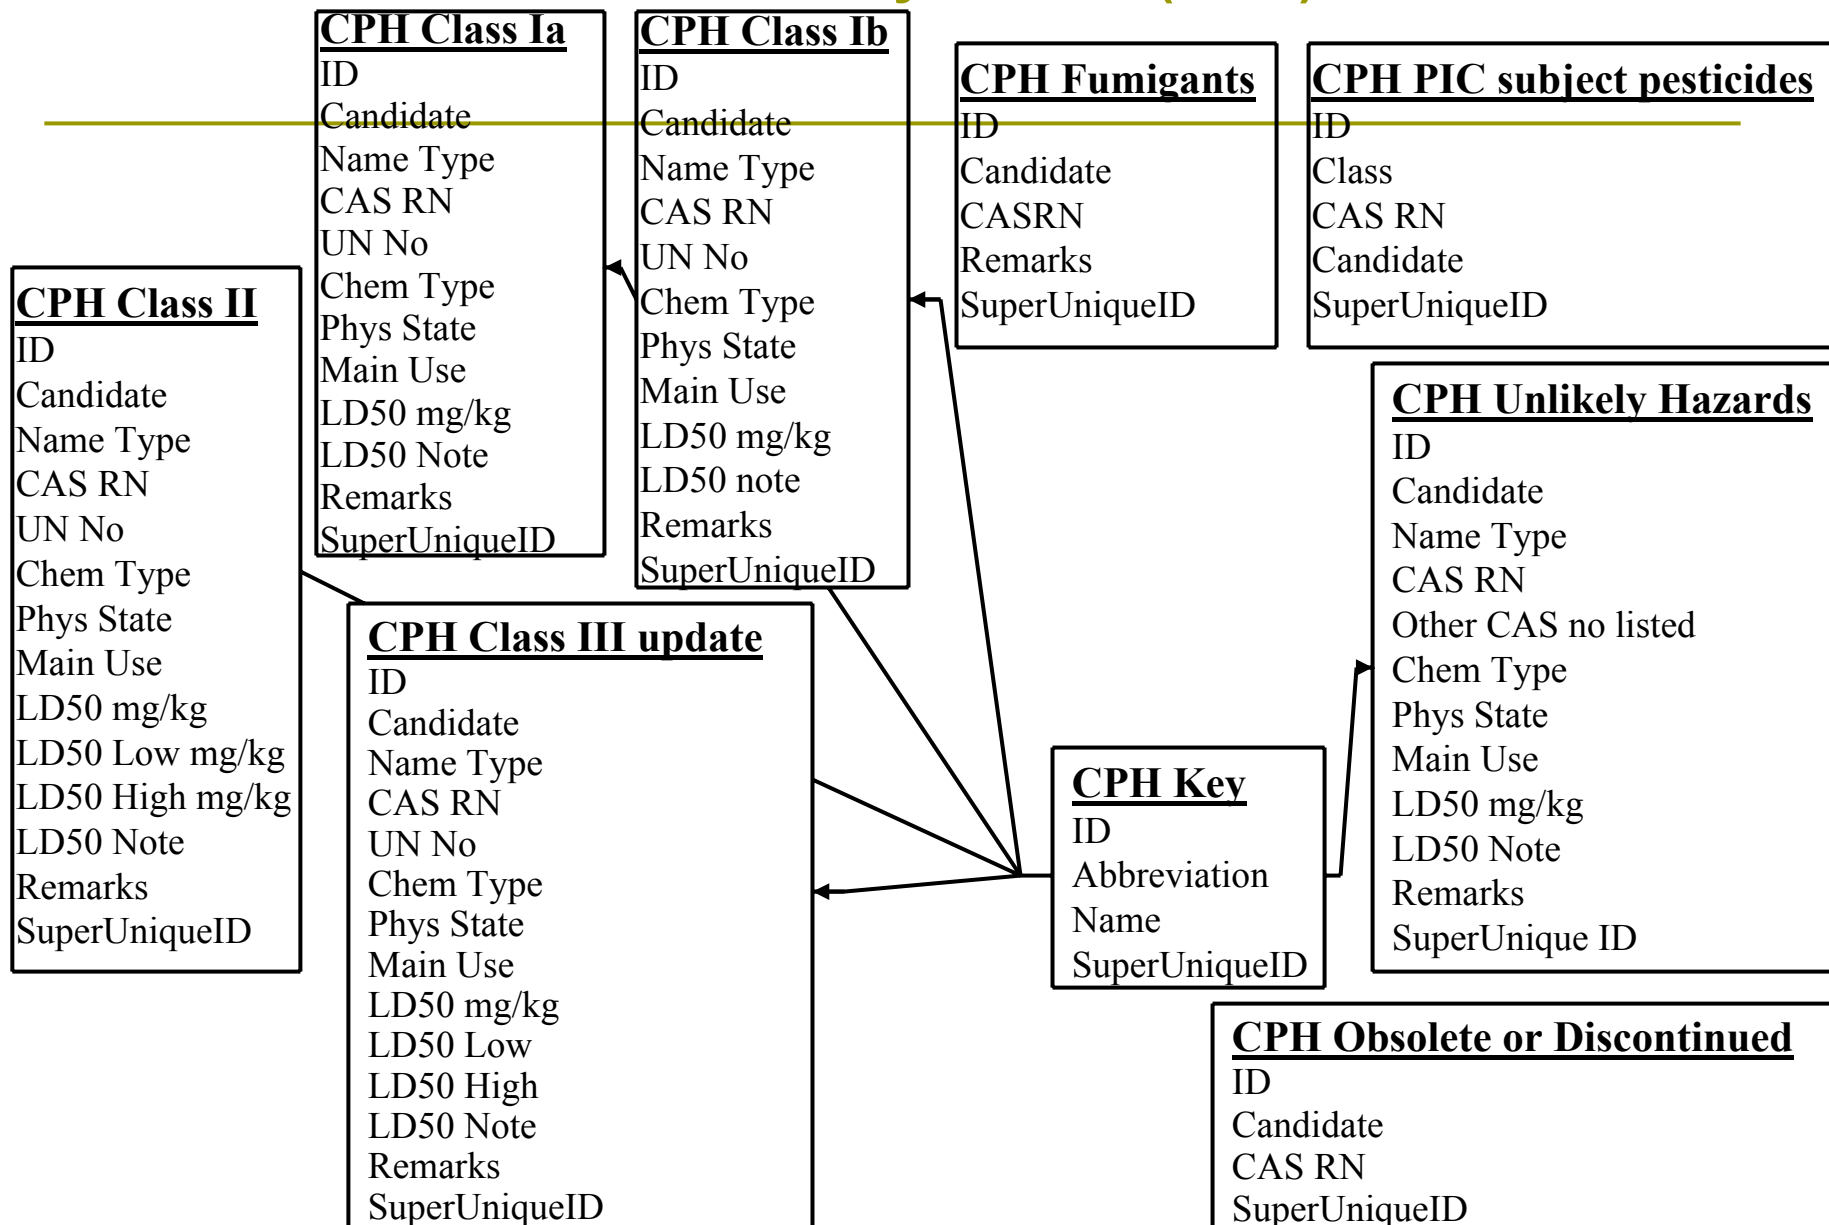 CPH Class Ia
ID
Candidate
Name Type
CAS RN
UN No
Chem Type
Phys State
Main Use
LD50 mg/kg
LD50 Note
Remarks
SuperUniqueID
CPH Class Ib
ID
Candidate
Name Type
CAS RN
UN No
Chem Type
Phys State
Main Use
LD50 mg/kg
LD50 note
Remarks
SuperUniqueID
CPH Fumigants
ID
Candidate
CASRN
Remarks
SuperUniqueID
CPH PIC subject pesticides
ID
Class
CAS RN
Candidate
SuperUniqueID
CPH Class II
ID
Candidate
Name Type
CAS RN
UN No
Chem Type
Phys State
Main Use
LD50 mg/kg
LD50 Low mg/kg
LD50 High mg/kg
LD50 Note
Remarks
SuperUniqueID
CPH Class III update
ID
Candidate
Name Type
CAS RN
UN No
Chem Type
Phys State
Main Use
LD50 mg/kg
LD50 Low
LD50 High
LD50 Note
Remarks
SuperUniqueID
CPH Key
ID
Abbreviation
Name
SuperUniqueID
CPH Unlikely Hazards
ID
Candidate
Name Type
CAS RN
Other CAS no listed
Chem Type
Phys State
Main Use
LD50 mg/kg
LD50 Note
Remarks
SuperUnique ID
CPH Obsolete or Discontinued
ID
Candidate
CAS RN
SuperUniqueID